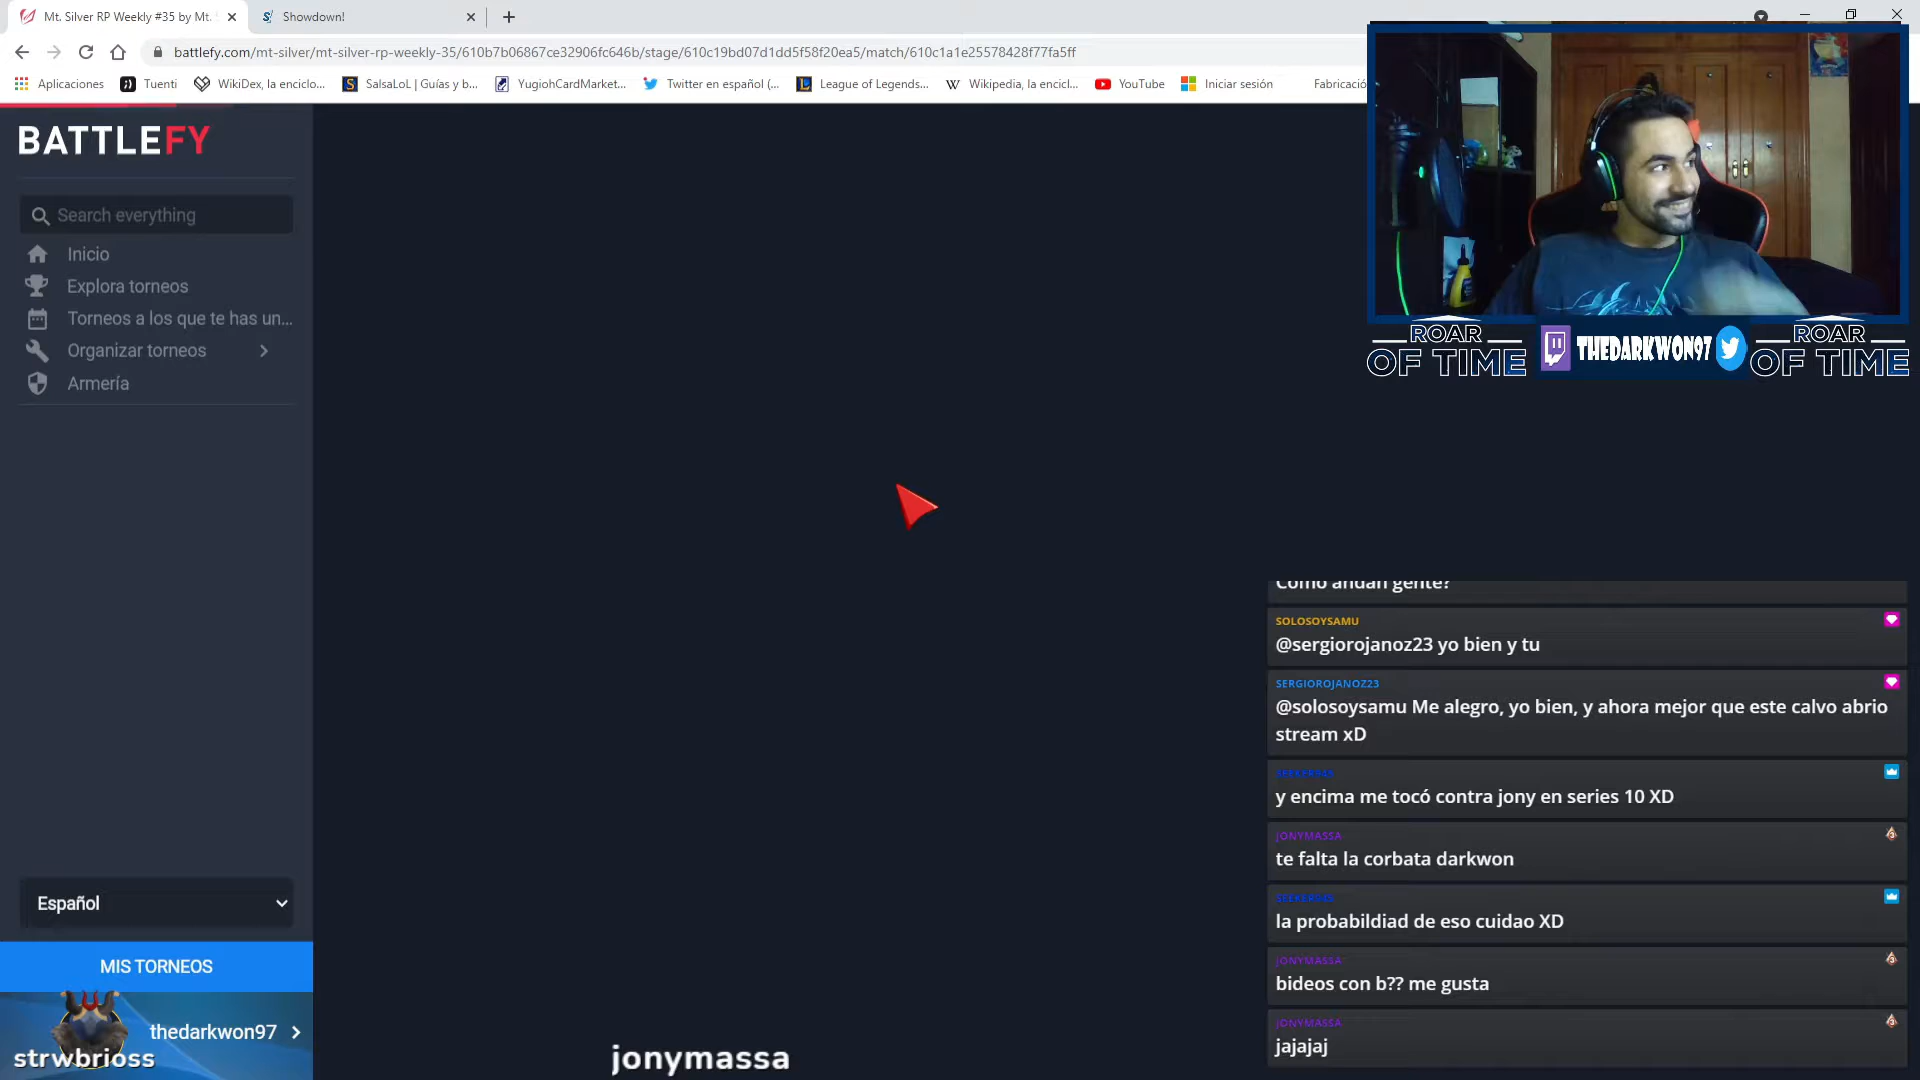 Mt. Silver RP Weekly #35 by Mt.
Showdown!
battlefy.com/mt-silver/mt-silver-rp-weekly-35/610b7b06867ce32906fc646b/stage/610c19bd07d1dd5f58f20ea5/match/610c1a1e25578428f77fa5ff
Aplicaciones
Tuenti
WikiDex, la enciclo...
SalsaLoL | Guías y b...
YugiohCardMarket...
Twitter en español (...
League of Legends...
Wikipedia, la encicl...
YouTube
Iniciar sesión
Fabricació
BATTLEFY
Search everything
Inicio
Explora torneos
Torneos a los que te has un...
Organizar torneos
Armería
ROAR
OF TIME
THEDARKWON97
ROAR
OF TIME
Como andan gente?
SOLOSOYSAMU
@sergiorojanoz23 yo bien y tu
SERGIOROJANOZ23
@solosoysamu Me alegro, yo bien, y ahora mejor que este calvo abrio
stream xD
y encima me tocó contra jony en series 10 XD
JONYMASSA
te falta la corbata darkwon
la probabildiad de eso cuidao XD
JONYMASSA
bideos con b?? me gusta
JONYMASSA
jajajaj
Español
MIS TORNEOS
thedarkwon97
strwbrioss
jonymassa